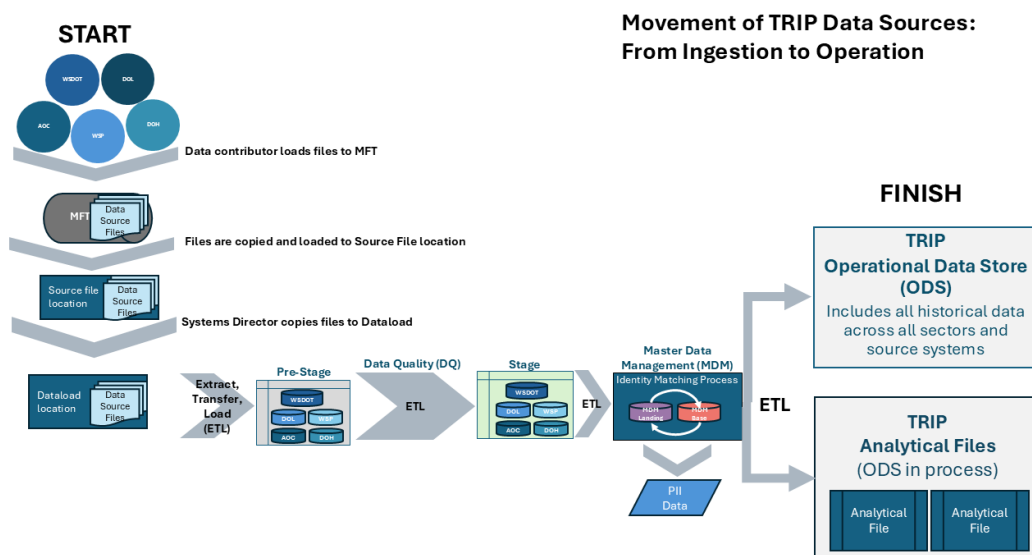 Movement of TRIP Data Sources:
From Ingestion to Operation
START
WSDOT
DOL
AOC
WSP
DOH
Data contributor loads files to MFT
MFT
Data
Source
Files
Files are copied and loaded to Source File location
Source file
location
Data
Source
Files
Systems Director copies files to Dataload
Dataload
location
Data
Source
Files
Extract,
Transfer,
Load
(ETL)
Pre-Stage
WSDOT
DOL
WSP
AOC
DOH
Data Quality (DQ)
ETL
Stage
WSDOT
DOL
WSP
AOC
DOH
ETL
Master Data
Management (MDM)
Identity Matching Process
MDM
Landing
MDM
Base
PII
Data
ETL
FINISH
TRIP
Operational Data Store
(ODS)
Includes all historical data
across all sectors and
source systems
TRIP
Analytical Files
(ODS in process)
Analytical
File
Analytical
File